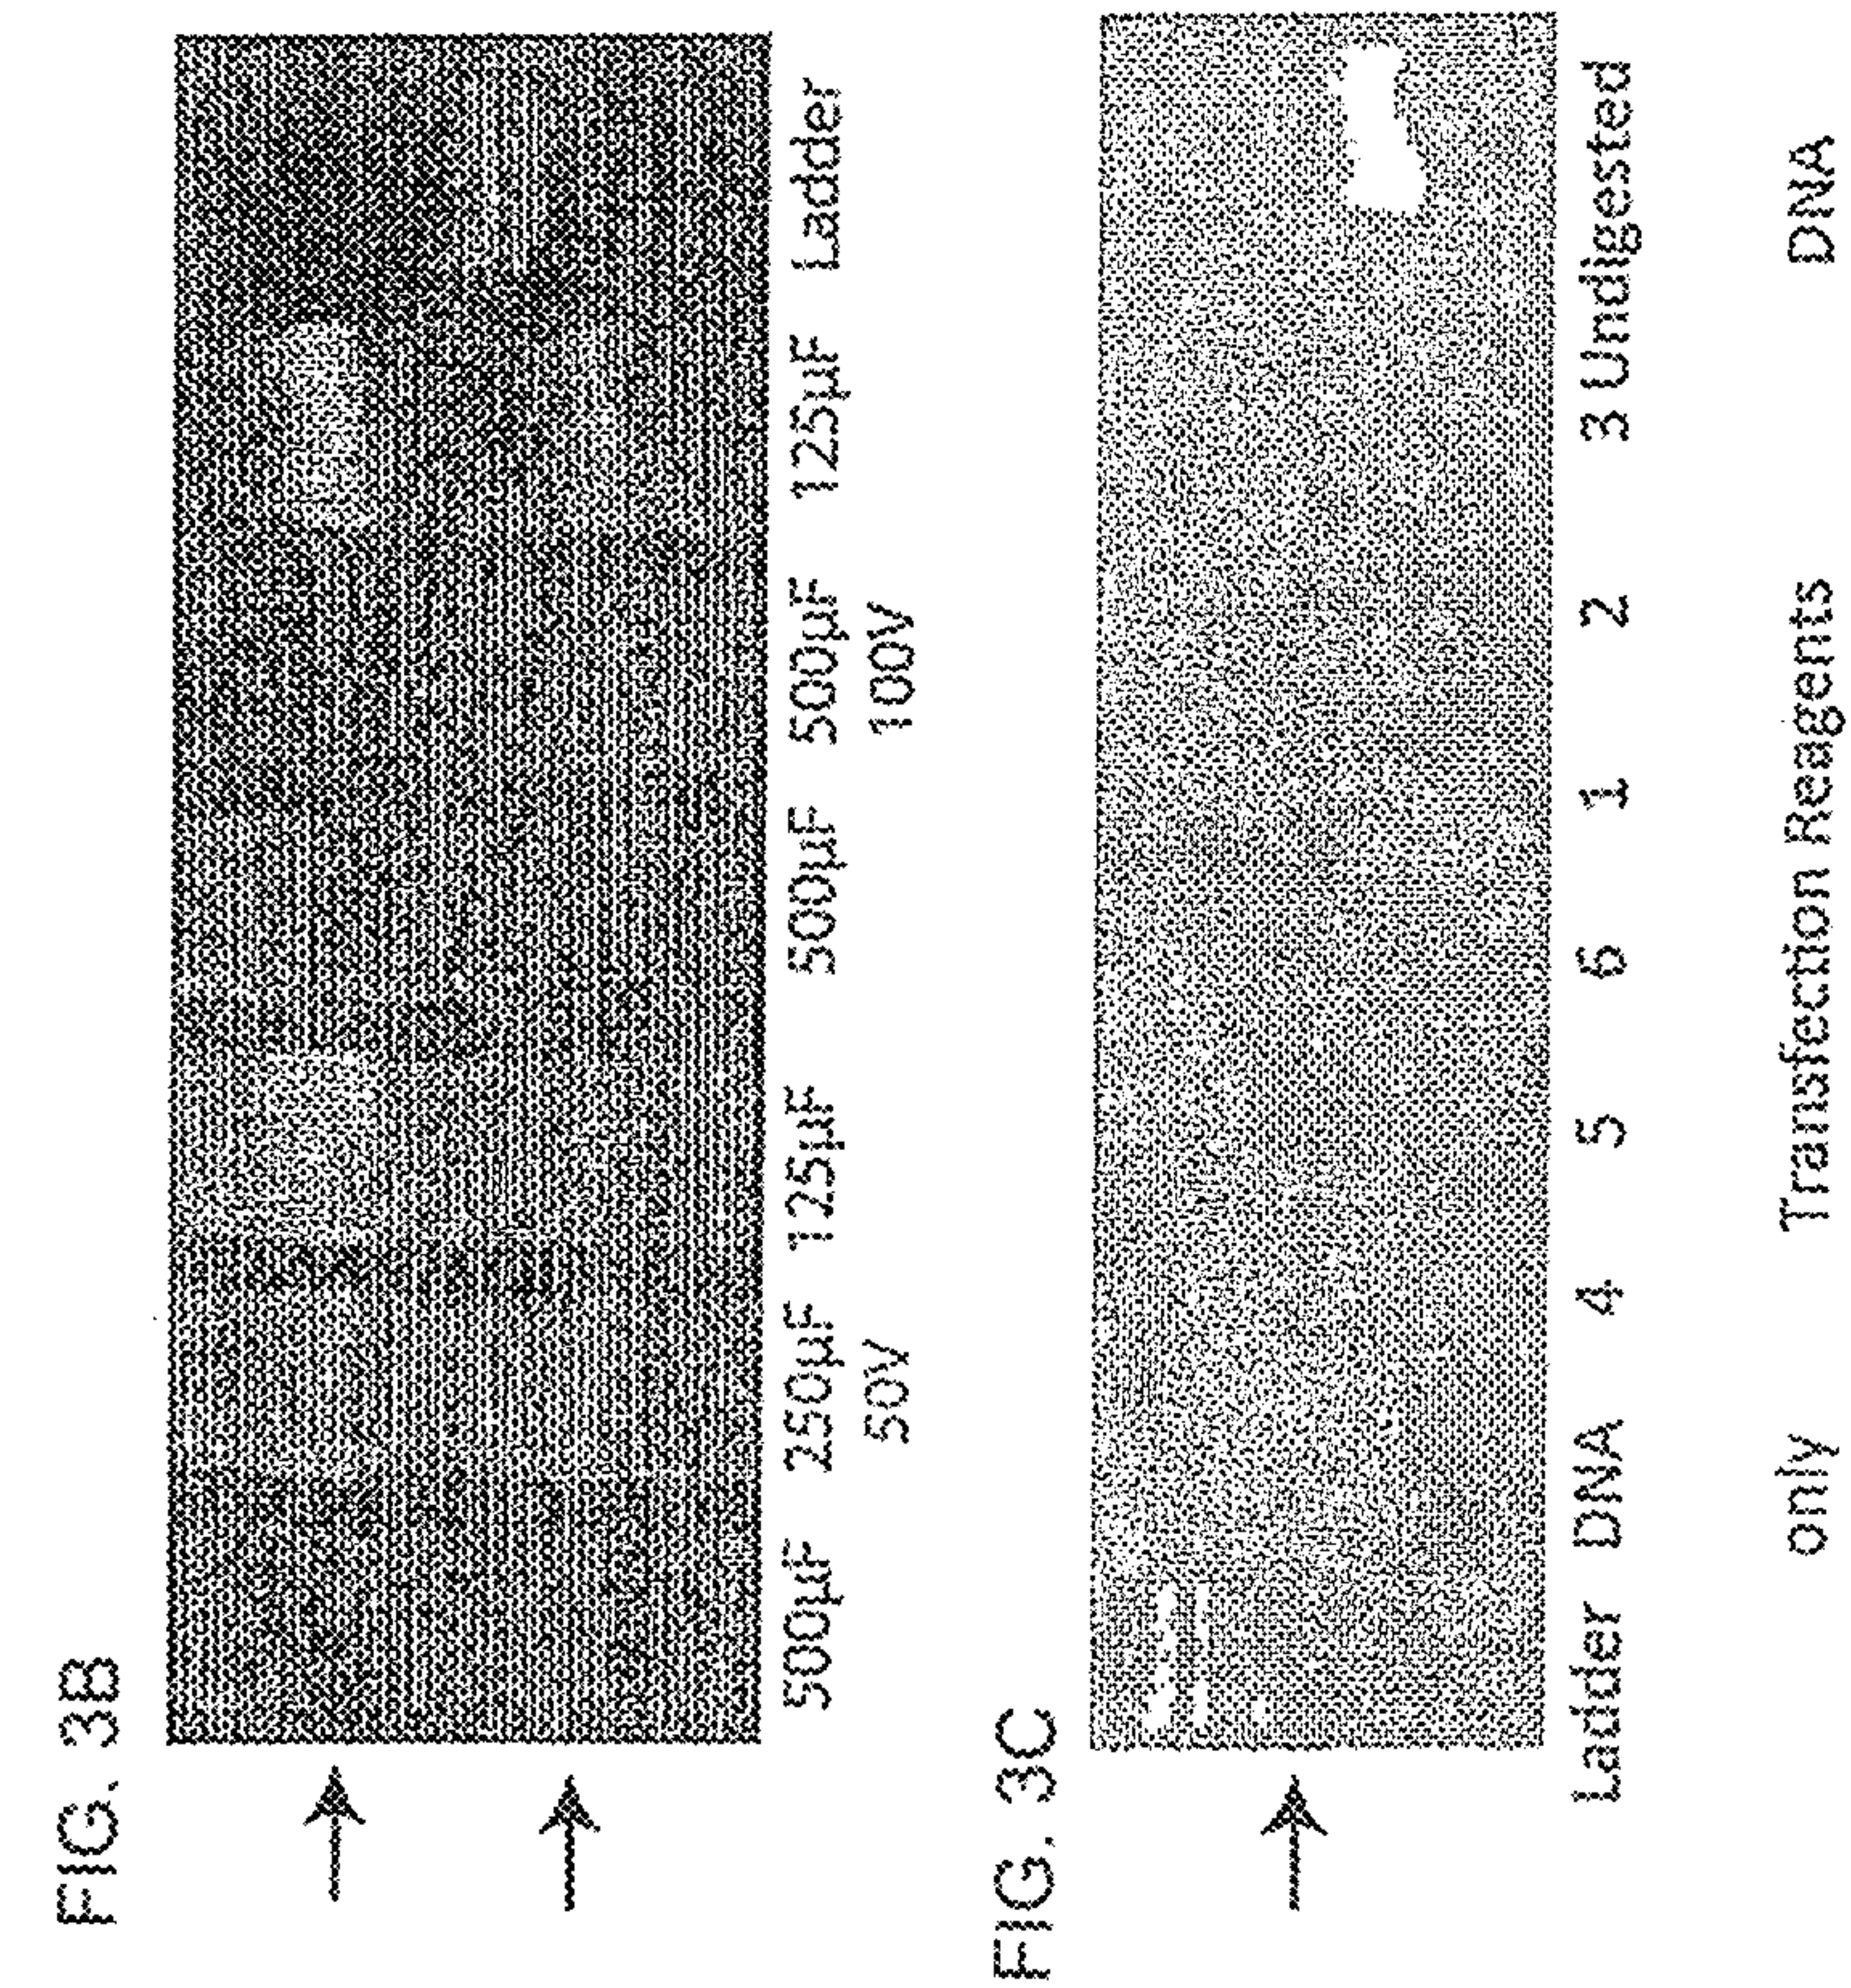 FIG. 3B
500µF 250µF 125µF 500µF 500µF 125µF Ladder
50V 100V
FIG. 3C
Ladder DNA 4 5 6 1 2 3 Undigested
only Transfection Reagents DNA